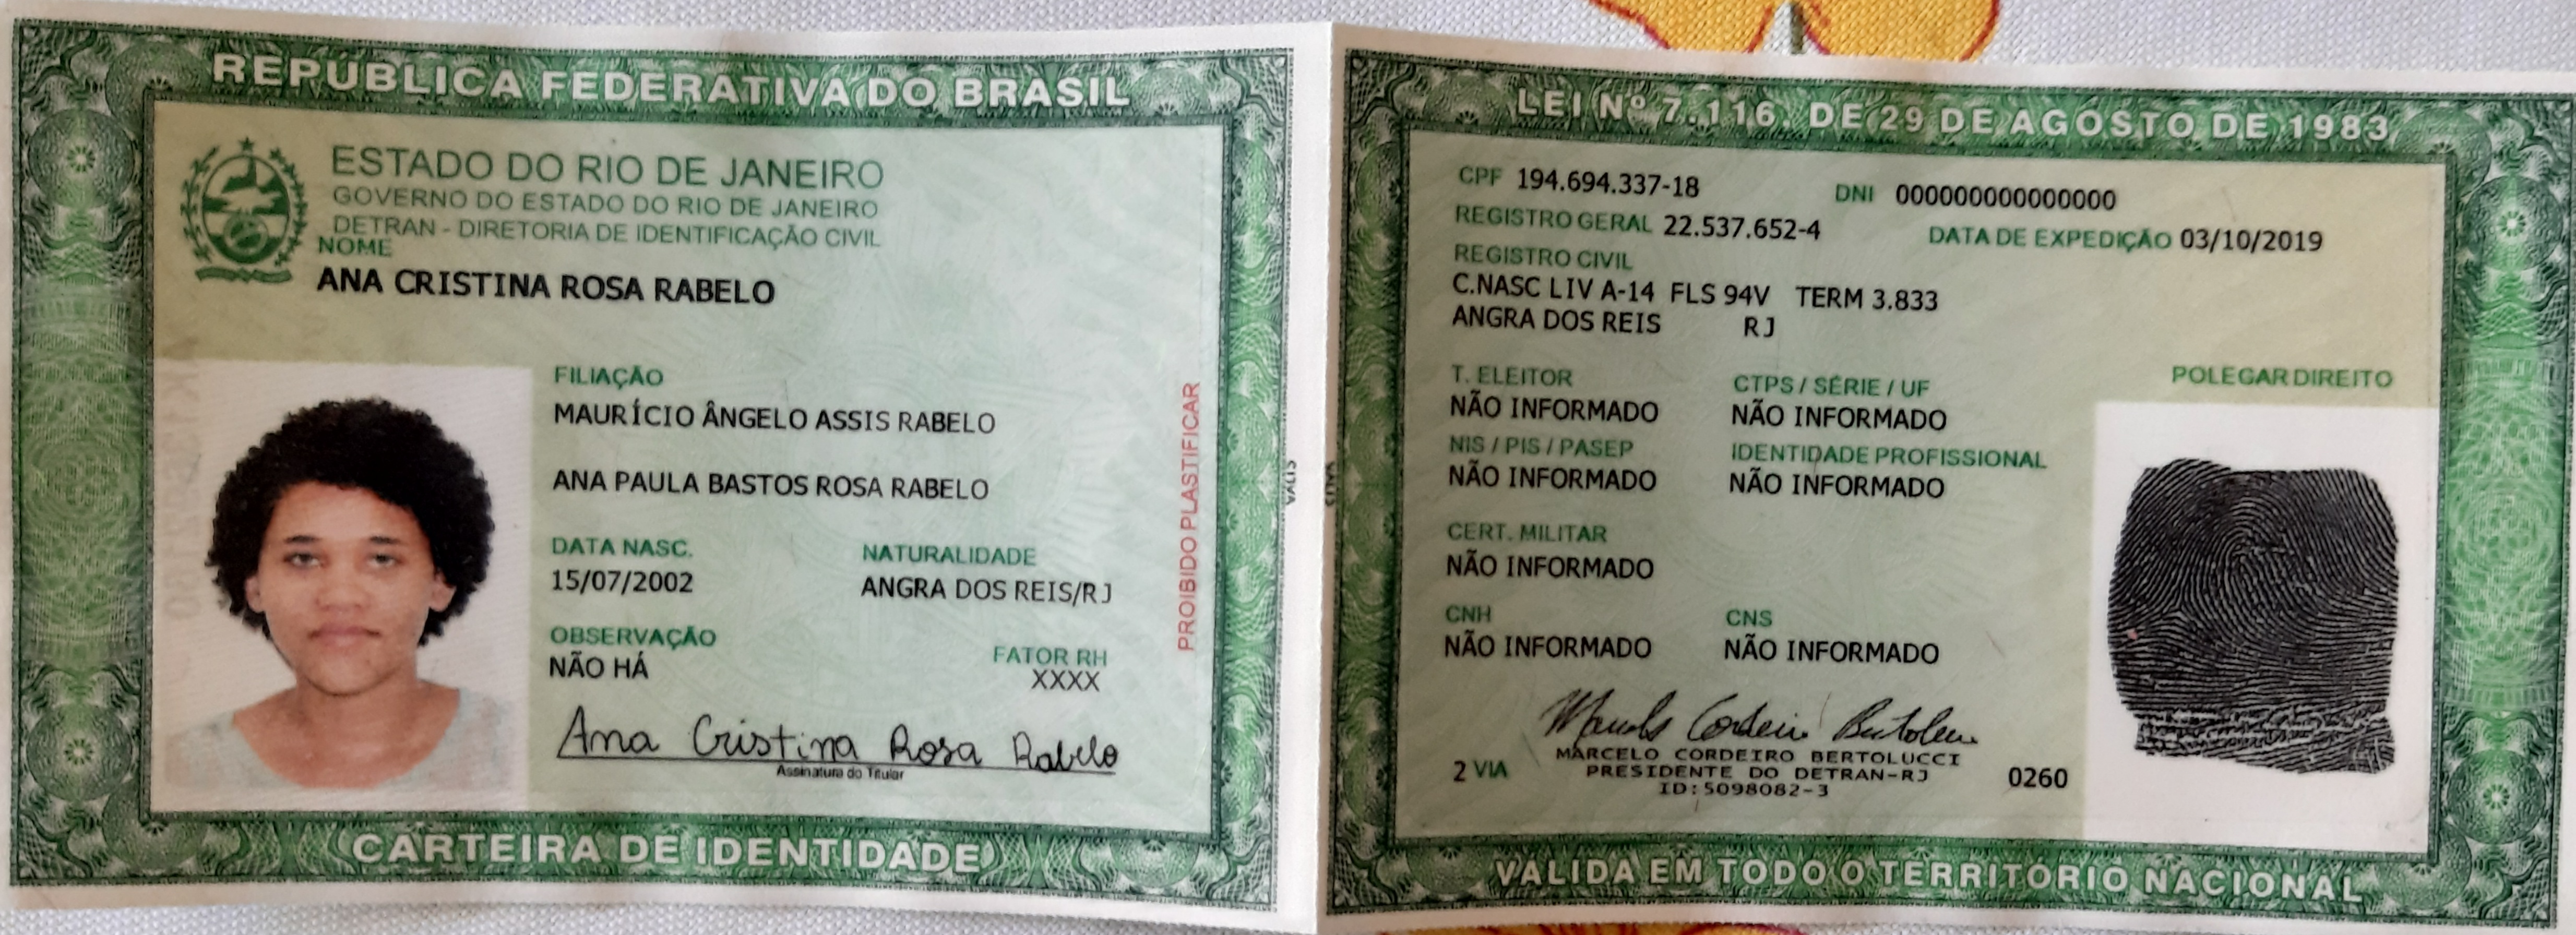 REPÚBLICA FEDERATIVA DO BRASIL
ESTADO DO RIO DE JANEIRO
GOVERNO DO ESTADO DO RIO DE JANEIRO
DETRAN - DIRETORIA DE IDENTIFICAÇÃO CIVIL
NOME
ANA CRISTINA ROSA RABELO
FILIAÇÃO
MAURÍCIO ÂNGELO ASSIS RABELO
ANA PAULA BASTOS ROSA RABELO
DATA NASC. NATURALIDADE
15/07/2002 ANGRA DOS REIS/RJ
OBSERVAÇÃO FATOR RH
NÃO HÁ XXXX
Ana Cristina Rosa Rabelo
Assinatura do Titular
PROIBIDO PLASTIFICAR
CARTEIRA DE IDENTIDADE
LEI Nº 7.116, DE 29 DE AGOSTO DE 1983
CPF 194.694.337-18 DNI 000000000000000
REGISTRO GERAL 22.537.652-4 DATA DE EXPEDIÇÃO 03/10/2019
REGISTRO CIVIL
C.NASC LIV A-14 FLS 94V TERM 3.833
ANGRA DOS REIS RJ
T. ELEITOR CTPS / SÉRIE / UF POLEGAR DIREITO
NÃO INFORMADO NÃO INFORMADO
NIS / PIS / PASEP IDENTIDADE PROFISSIONAL
NÃO INFORMADO NÃO INFORMADO
CERT. MILITAR
NÃO INFORMADO
CNH CNS
NÃO INFORMADO NÃO INFORMADO
MARCELO CORDEIRO BERTOLUCCI
2 VIA PRESIDENTE DO DETRAN-RJ 0260
ID:5098082-3
VÁLIDA EM TODO O TERRITÓRIO NACIONAL